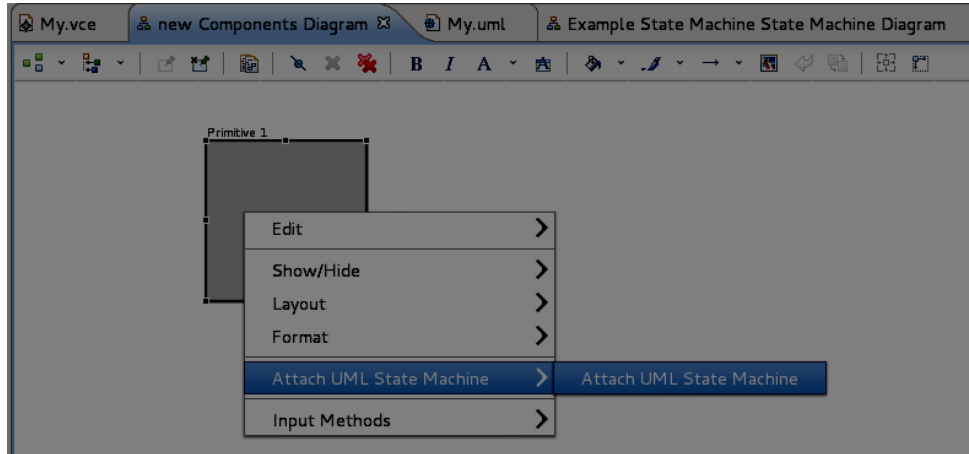 My.vce new Components Diagram My.uml Example State Machine State Machine Diagram
B I A
Primitive 1
Edit
Show/Hide
Layout
Format
Attach UML State Machine Attach UML State Machine
Input Methods